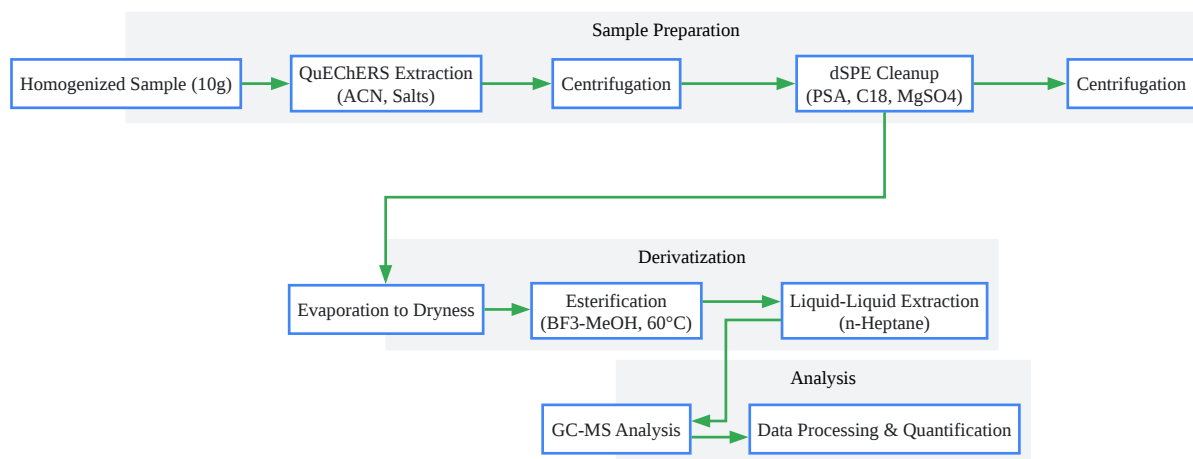 Sample Preparation
Homogenized Sample (10g)
QuEChERS Extraction
(ACN, Salts)
Centrifugation
dSPE Cleanup
(PSA, C18, MgSO4)
Centrifugation
Derivatization
Evaporation to Dryness
Esterification
(BF3-MeOH, 60°C)
Liquid-Liquid Extraction
(n-Heptane)
Analysis
GC-MS Analysis
Data Processing & Quantification